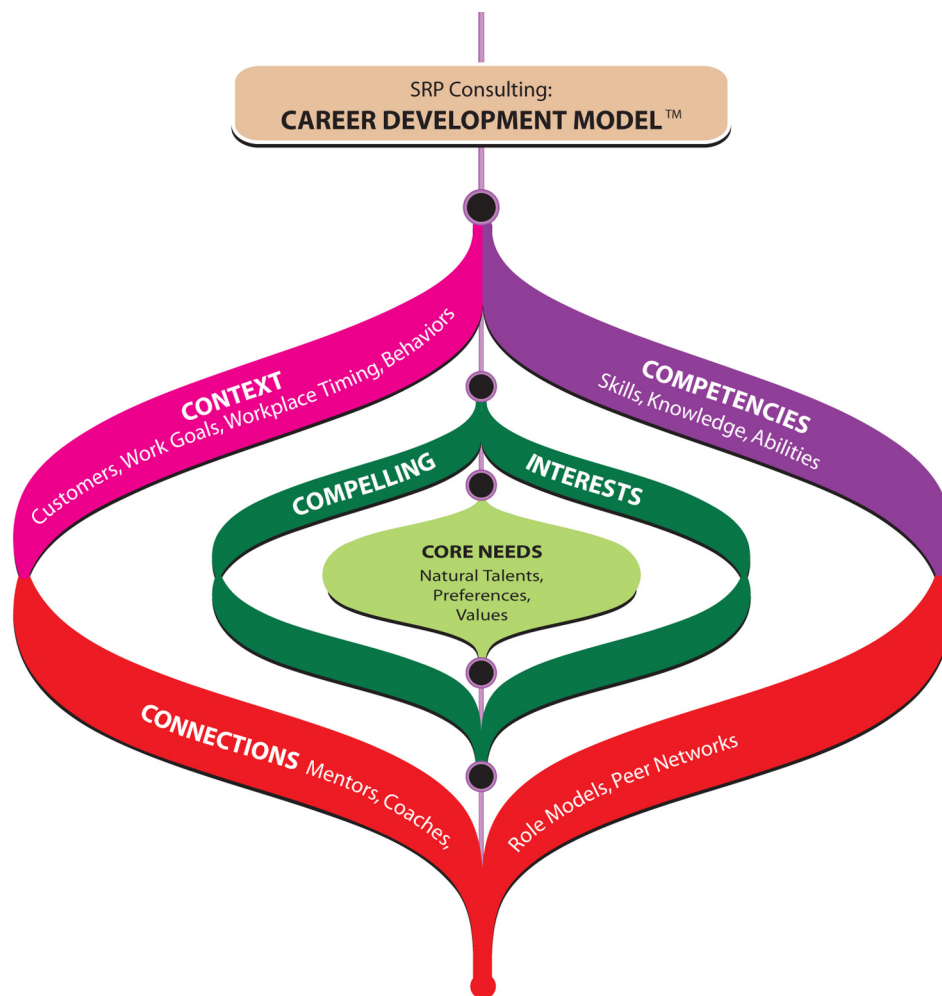 SRP Consulting:
CAREER DEVELOPMENT MODEL™
CONTEXT
Customers, Work Goals, Workplace Timing, Behaviors
COMPETENCIES
Skills, Knowledge, Abilities
COMPELLING INTERESTS
CORE NEEDS
Natural Talents,
Preferences,
Values
CONNECTIONS Mentors, Coaches,
Role Models, Peer Networks